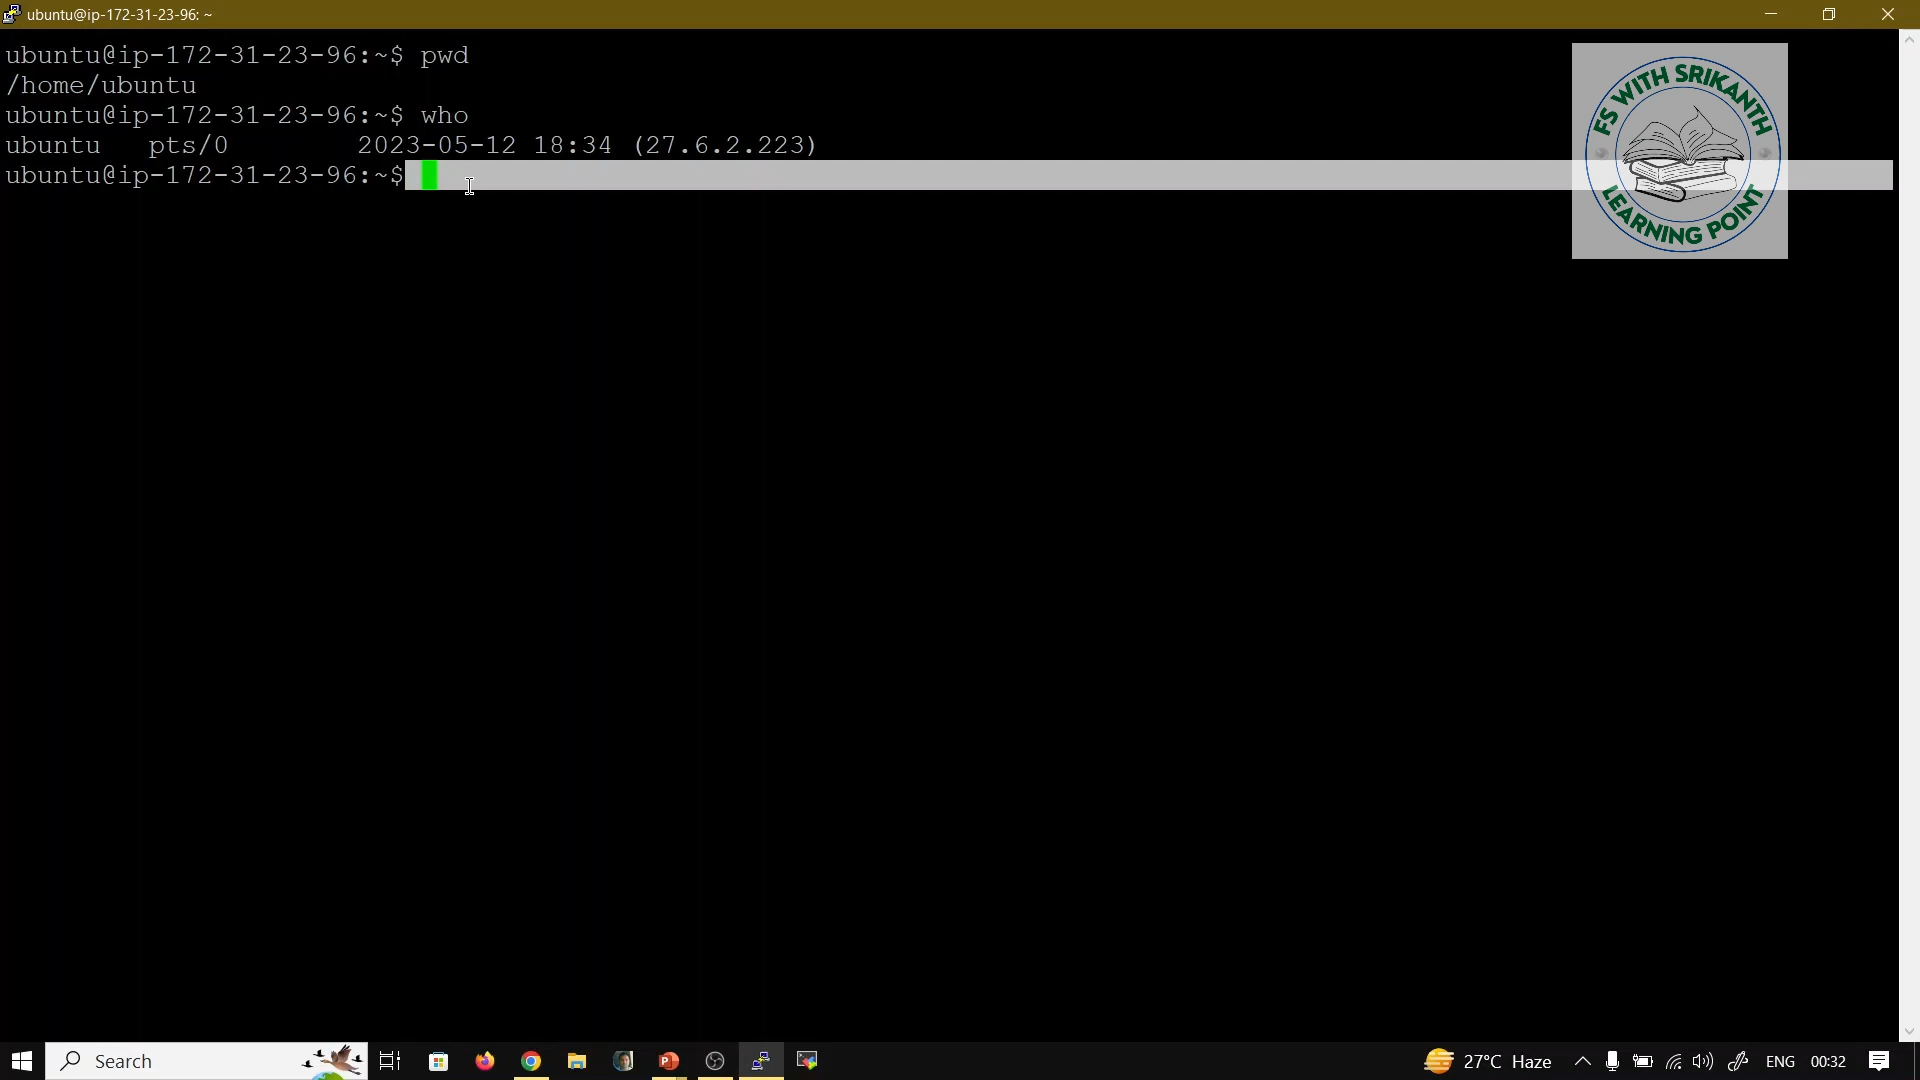 ubuntu@ip-172-31-23-96: ~
ubuntu@ip-172-31-23-96:~$ pwd
/home/ubuntu
ubuntu@ip-172-31-23-96:~$ who
ubuntu   pts/0        2023-05-12 18:34 (27.6.2.223)
ubuntu@ip-172-31-23-96:~$
FS WITH SRIKANTH
LEARNING POINT
Search
27°C Haze
ENG
00:32